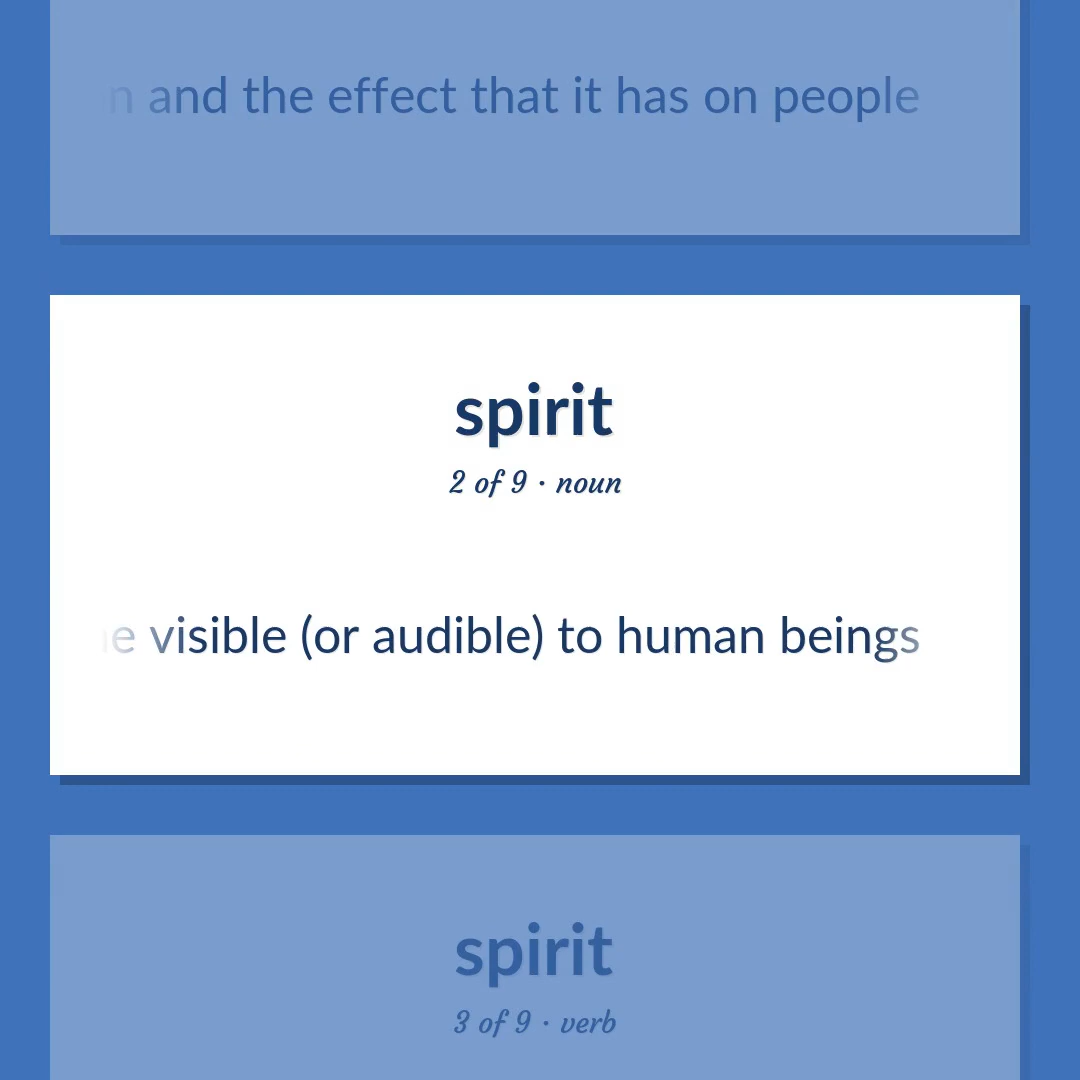 and the effect that it has on people
spirit
2 of 9 · noun
visible (or audible) to human beings
spirit
3 of 9 · verb